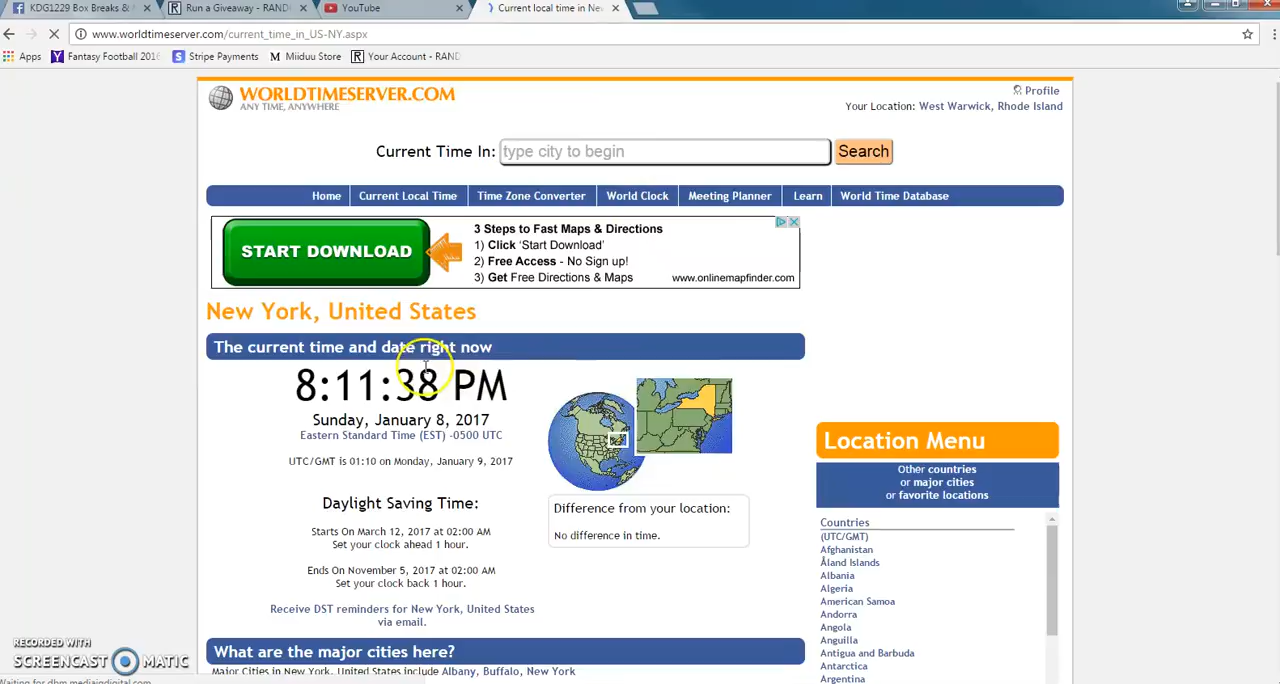 KDG1229 Box Breaks &
Run a Giveaway - RAND
YouTube
Current local time in Ne
www.worldtimeserver.com/current_time_in_US-NY.aspx
Apps
Fantasy Football 201
Stripe Payments
Miiduu Store
Your Account - RAND
WORLDTIMESERVER.COM
ANY TIME, ANYWHERE
Profile
Your Location: West Warwick, Rhode Island
Current Time In: type city to begin Search
Home
Current Local Time
Time Zone Converter
World Clock
Meeting Planner
Learn
World Time Database
START DOWNLOAD
3 Steps to Fast Maps & Directions
1) Click 'Start Download'
2) Free Access - No Sign up!
3) Get Free Directions & Maps
www.onlinemapfinder.com
New York, United States
The current time and date right now
8:11:38 PM
Sunday, January 8, 2017
Eastern Standard Time (EST) -0500 UTC
UTC/GMT is 01:10 on Monday, January 9, 2017
Daylight Saving Time:
Starts On March 12, 2017 at 02:00 AM
Set your clock ahead 1 hour.
Ends On November 5, 2017 at 02:00 AM
Set your clock back 1 hour.
Receive DST reminders for New York, United States
via email.
Difference from your location:
No difference in time.
What are the major cities here?
Major Cities in New York, United States include Albany, Buffalo, New York
Location Menu
Other countries
or major cities
or favorite locations
Countries
(UTC/GMT)
Afghanistan
Åland Islands
Albania
Algeria
American Samoa
Andorra
Angola
Anguilla
Antigua and Barbuda
Antarctica
Argentina
RECORDED WITH
SCREENCAST MATIC
Waiting for dbm.mediaindigital.com